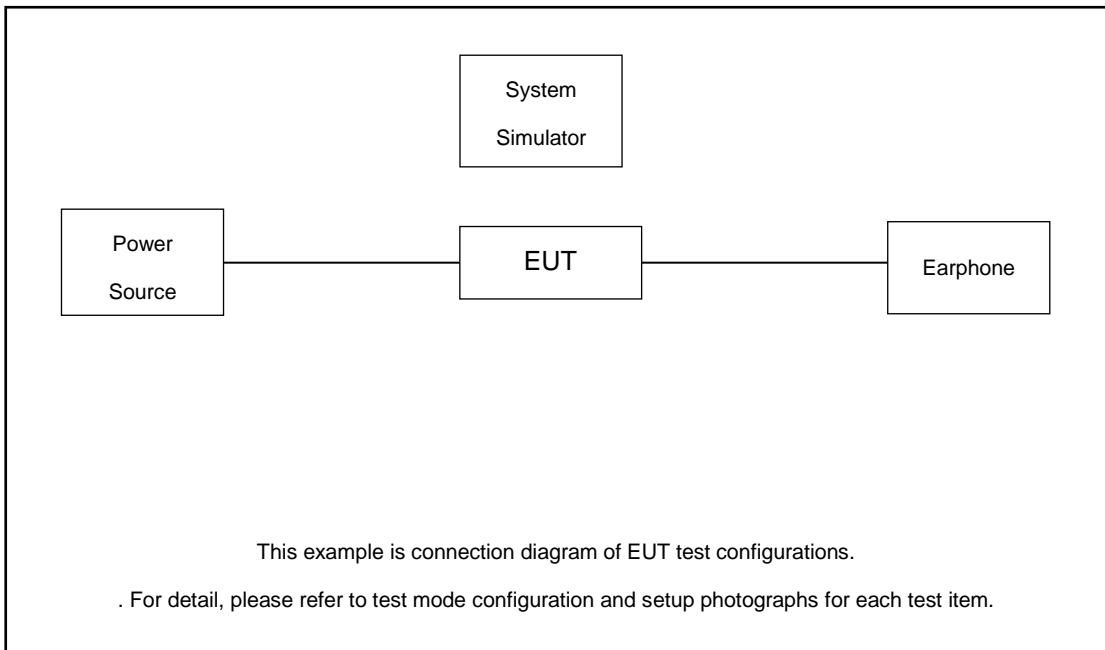 System
Simulator
Power
Source
EUT
Earphone
This example is connection diagram of EUT test configurations.
. For detail, please refer to test mode configuration and setup photographs for each test item.